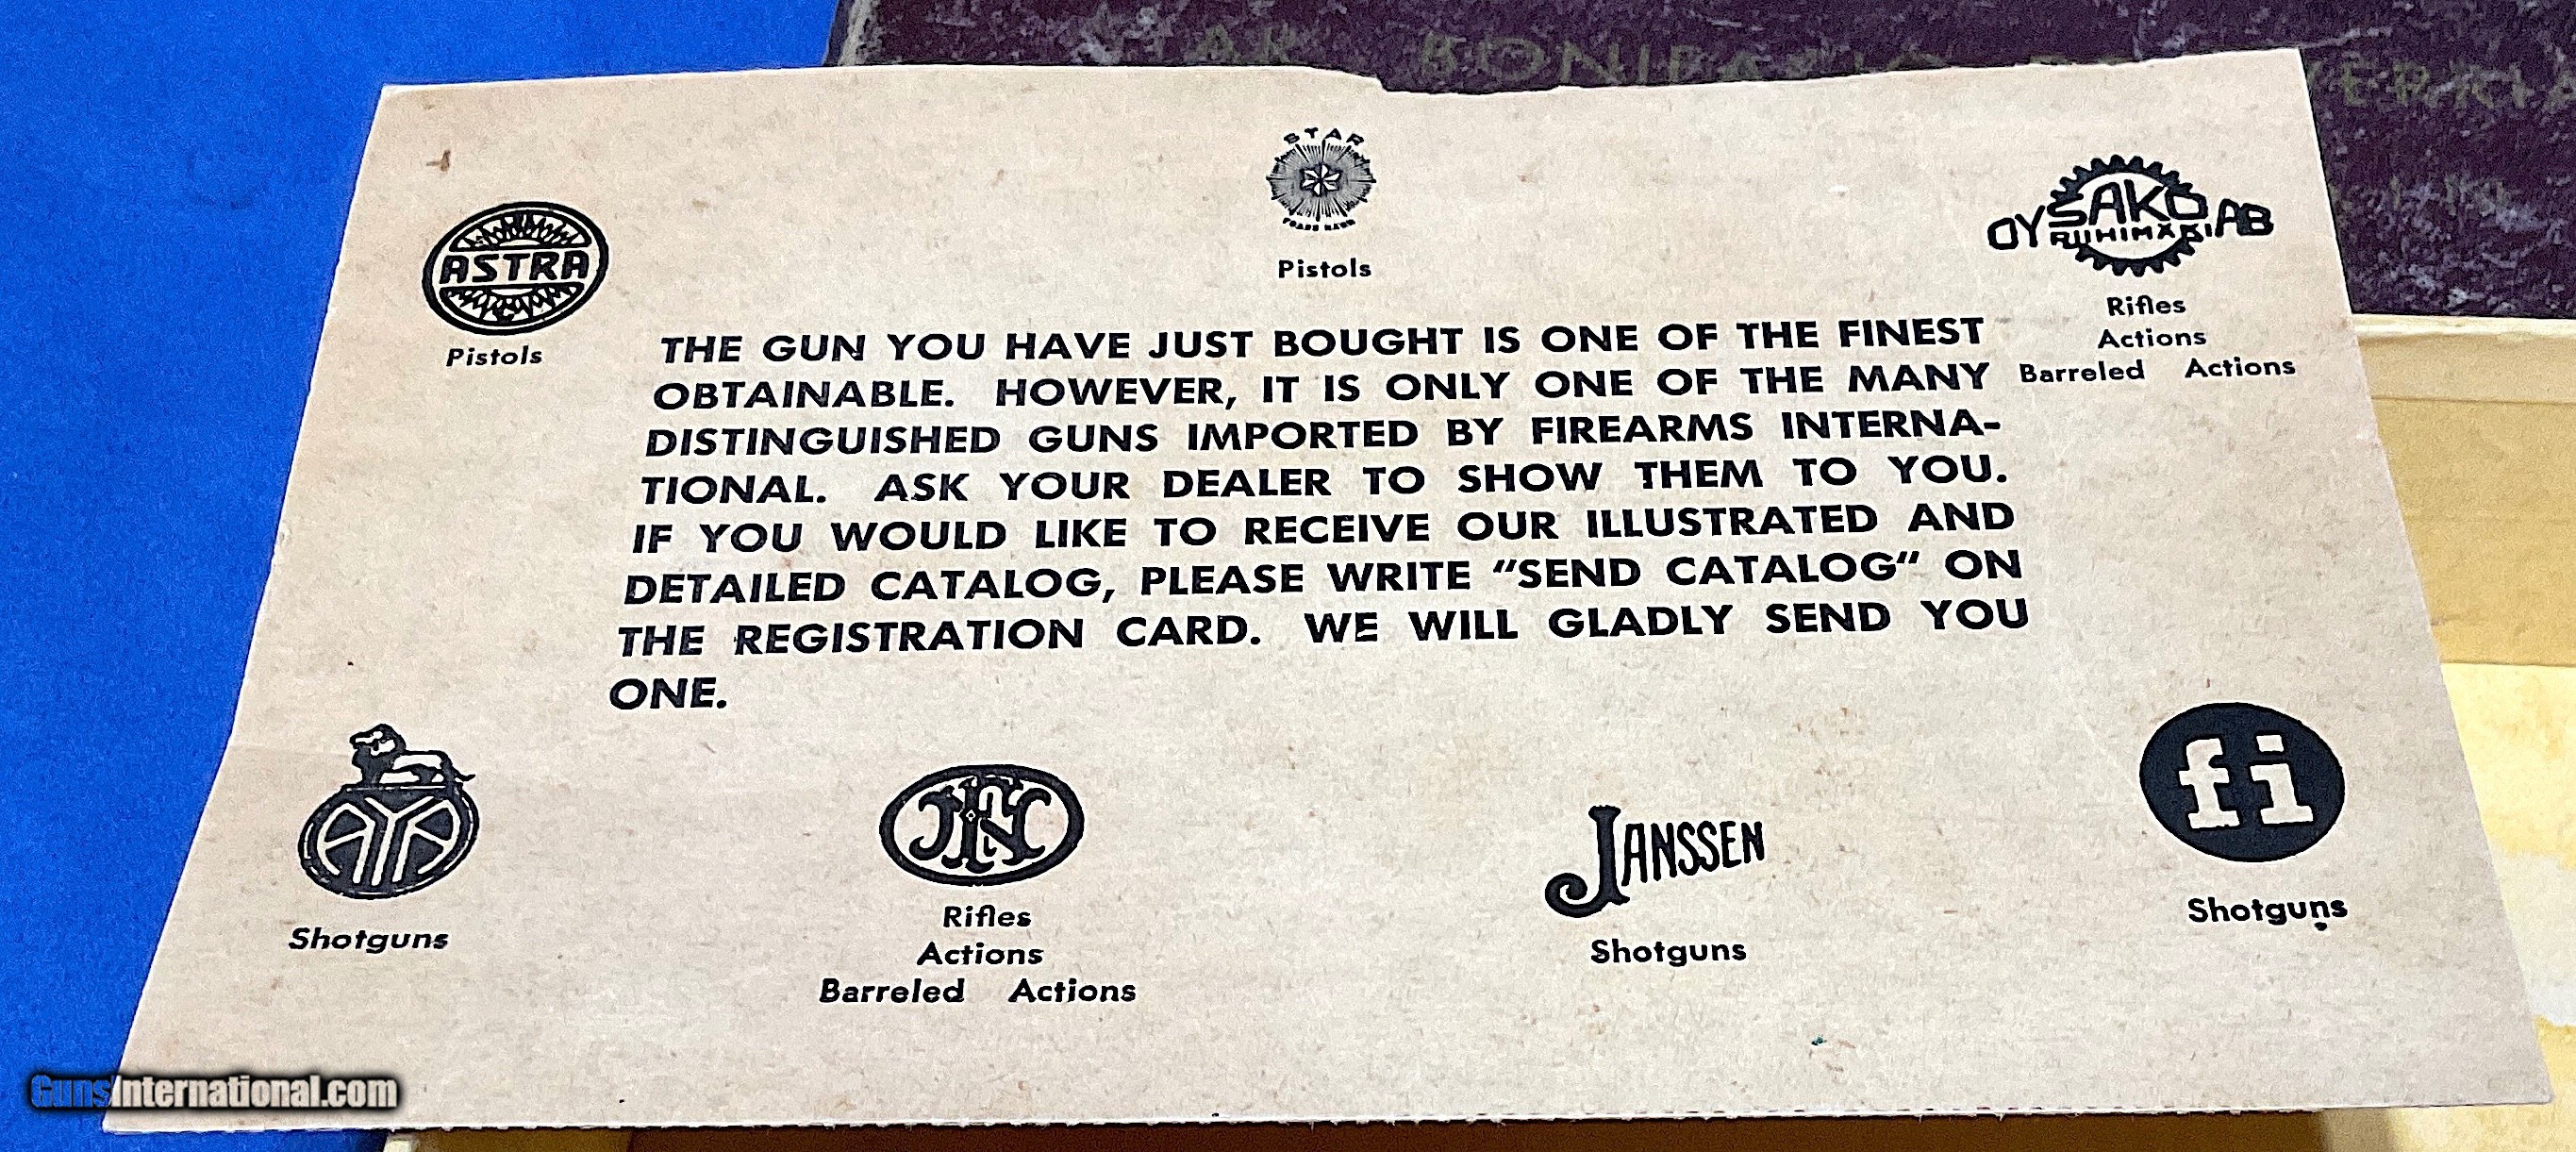 BONIFACIO
STAR
TRADE MARK
Pistols
ASTRA
Pistols
OY SAKO AB
RIIHIMÄKI
Rifles
Actions
Barreled Actions
THE GUN YOU HAVE JUST BOUGHT IS ONE OF THE FINEST
OBTAINABLE. HOWEVER, IT IS ONLY ONE OF THE MANY
DISTINGUISHED GUNS IMPORTED BY FIREARMS INTERNA-
TIONAL. ASK YOUR DEALER TO SHOW THEM TO YOU.
IF YOU WOULD LIKE TO RECEIVE OUR ILLUSTRATED AND
DETAILED CATALOG, PLEASE WRITE "SEND CATALOG" ON
THE REGISTRATION CARD. WE WILL GLADLY SEND YOU
ONE.
AYA
Shotguns
FN
Rifles
Actions
Barreled Actions
JANSSEN
Shotguns
fi
Shotguns
GunsInternational.com